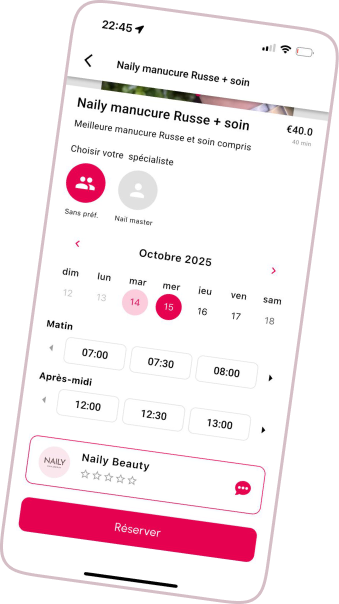 22:45
Naily manucure Russe + soin
Naily manucure Russe + soin
€40.0
Meilleure manucure Russe et soin compris
40 min
Choisir votre spécialiste
Sans préf.
Nail master
Octobre 2025
dim lun mar mer jeu ven sam
12 13 14 15 16 17 18
Matin
07:00 07:30 08:00
Après-midi
12:00 12:30 13:00
NAILY
Naily Beauty
Réserver